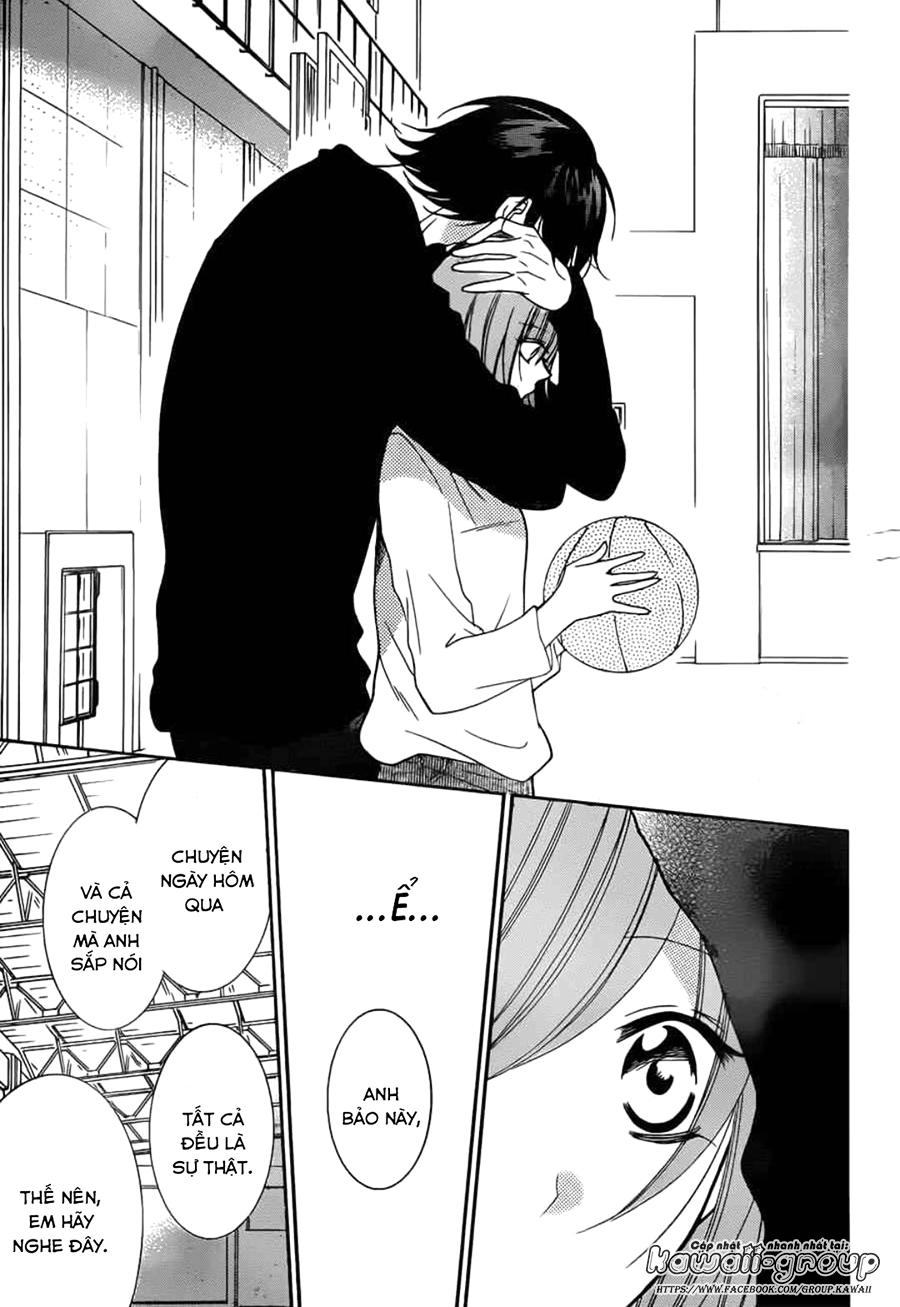 ...Ể...
ANH
BẢO NÀY,
CHUYỆN
NGÀY HÔM
QUA
VÀ CẢ
CHUYỆN
MÀ ANH
SẮP NÓI
TẤT CẢ
ĐỀU LÀ
SỰ THẬT.
THẾ NÊN,
EM HÃY
NGHE ĐÂY.
Cập nhật nhanh nhất tại:
kawaii-group
HTTPS://WWW.FACEBOOK.COM/GROUP.KAWAII